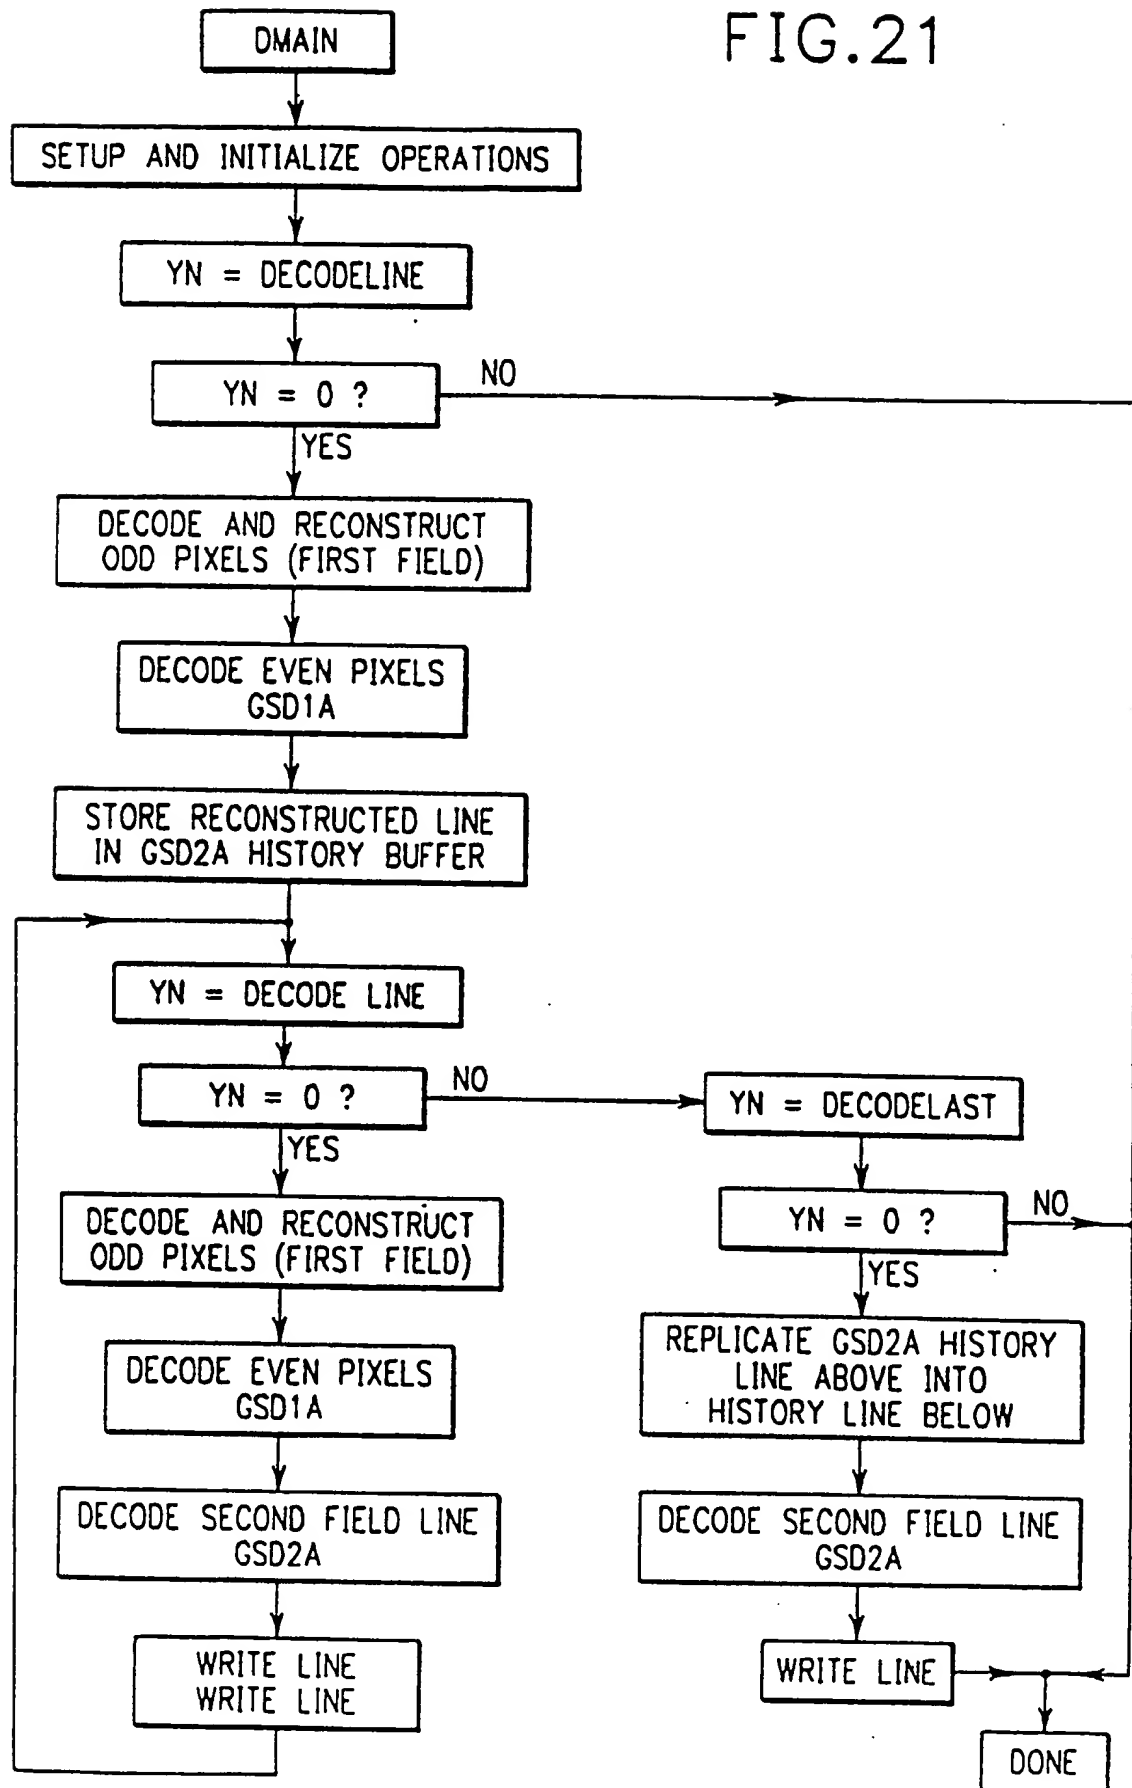 FIG.21
DMAIN
SETUP AND INITIALIZE OPERATIONS
YN = DECODELINE
YN = 0 ?
NO
YES
DECODE AND RECONSTRUCT
ODD PIXELS (FIRST FIELD)
DECODE EVEN PIXELS
GSD1A
STORE RECONSTRUCTED LINE
IN GSD2A HISTORY BUFFER
YN = DECODE LINE
YN = 0 ?
NO
YES
DECODE AND RECONSTRUCT
ODD PIXELS (FIRST FIELD)
DECODE EVEN PIXELS
GSD1A
DECODE SECOND FIELD LINE
GSD2A
WRITE LINE
WRITE LINE
YN = DECODELAST
YN = 0 ?
NO
YES
REPLICATE GSD2A HISTORY
LINE ABOVE INTO
HISTORY LINE BELOW
DECODE SECOND FIELD LINE
GSD2A
WRITE LINE
DONE